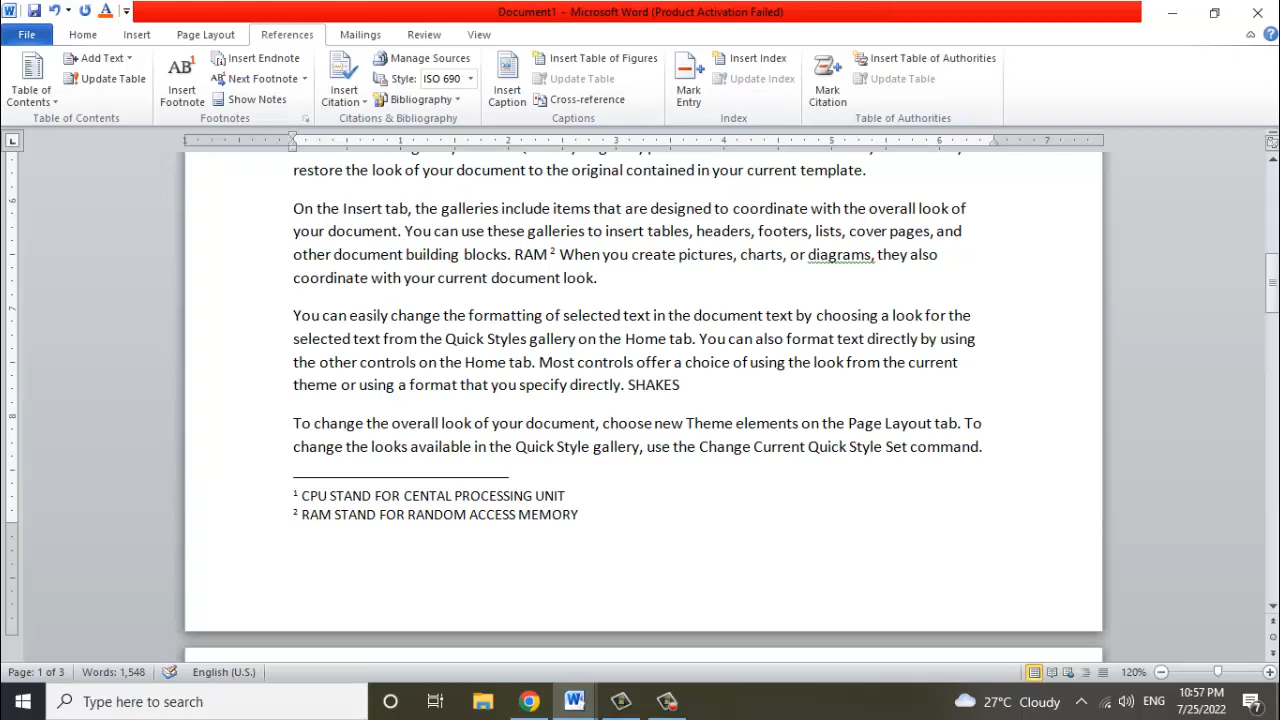 Document1 - Microsoft Word (Product Activation Failed)
File Home Insert Page Layout References Mailings Review View
Table of Contents
Add Text
Update Table
Table of Contents
AB1
Insert Footnote
Insert Endnote
Next Footnote
Show Notes
Footnotes
Insert Citation
Manage Sources
Style: ISO 690
Bibliography
Citations & Bibliography
Insert Caption
Insert Table of Figures
Update Table
Cross-reference
Captions
Mark Entry
Insert Index
Update Index
Index
Mark Citation
Insert Table of Authorities
Update Table
Table of Authorities
1 1 2 3 4 5 6 7
restore the look of your document to the original contained in your current template.
On the Insert tab, the galleries include items that are designed to coordinate with the overall look of
your document. You can use these galleries to insert tables, headers, footers, lists, cover pages, and
other document building blocks. RAM 2 When you create pictures, charts, or diagrams, they also
coordinate with your current document look.
You can easily change the formatting of selected text in the document text by choosing a look for the
selected text from the Quick Styles gallery on the Home tab. You can also format text directly by using
the other controls on the Home tab. Most controls offer a choice of using the look from the current
theme or using a format that you specify directly. SHAKES
To change the overall look of your document, choose new Theme elements on the Page Layout tab. To
change the looks available in the Quick Style gallery, use the Change Current Quick Style Set command.
1 CPU STAND FOR CENTAL PROCESSING UNIT
2 RAM STAND FOR RANDOM ACCESS MEMORY
Page: 1 of 3 Words: 1,548 English (U.S.) 120%
Type here to search
27°C Cloudy ENG 10:57 PM
7/25/2022